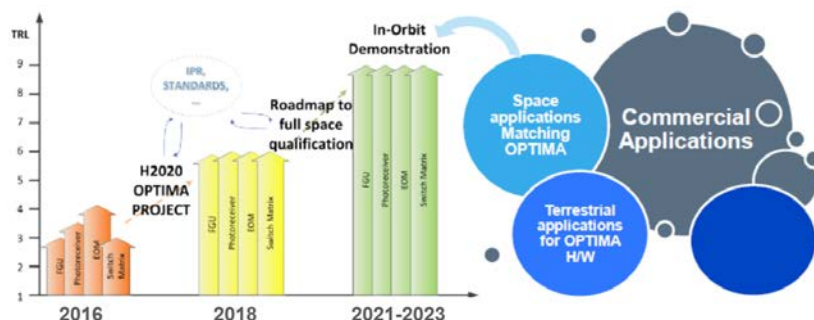 TRL
9
8
7
6
5
4
3
2
1
IPR,
STANDARDS,
...
H2020
OPTIMA
PROJECT
Roadmap to
full space
qualification
In-Orbit
Demonstration
FGU
Photoreceiver
EOM
Switch
Matrix
FGU
Photoreceiver
EOM
Switch Matrix
FGU
Photoreceiver
EOM
Switch Matrix
2016
2018
2021-2023
Space
applications
Matching
OPTIMA
Commercial
Applications
Terrestrial applications
for OPTIMA
H/W